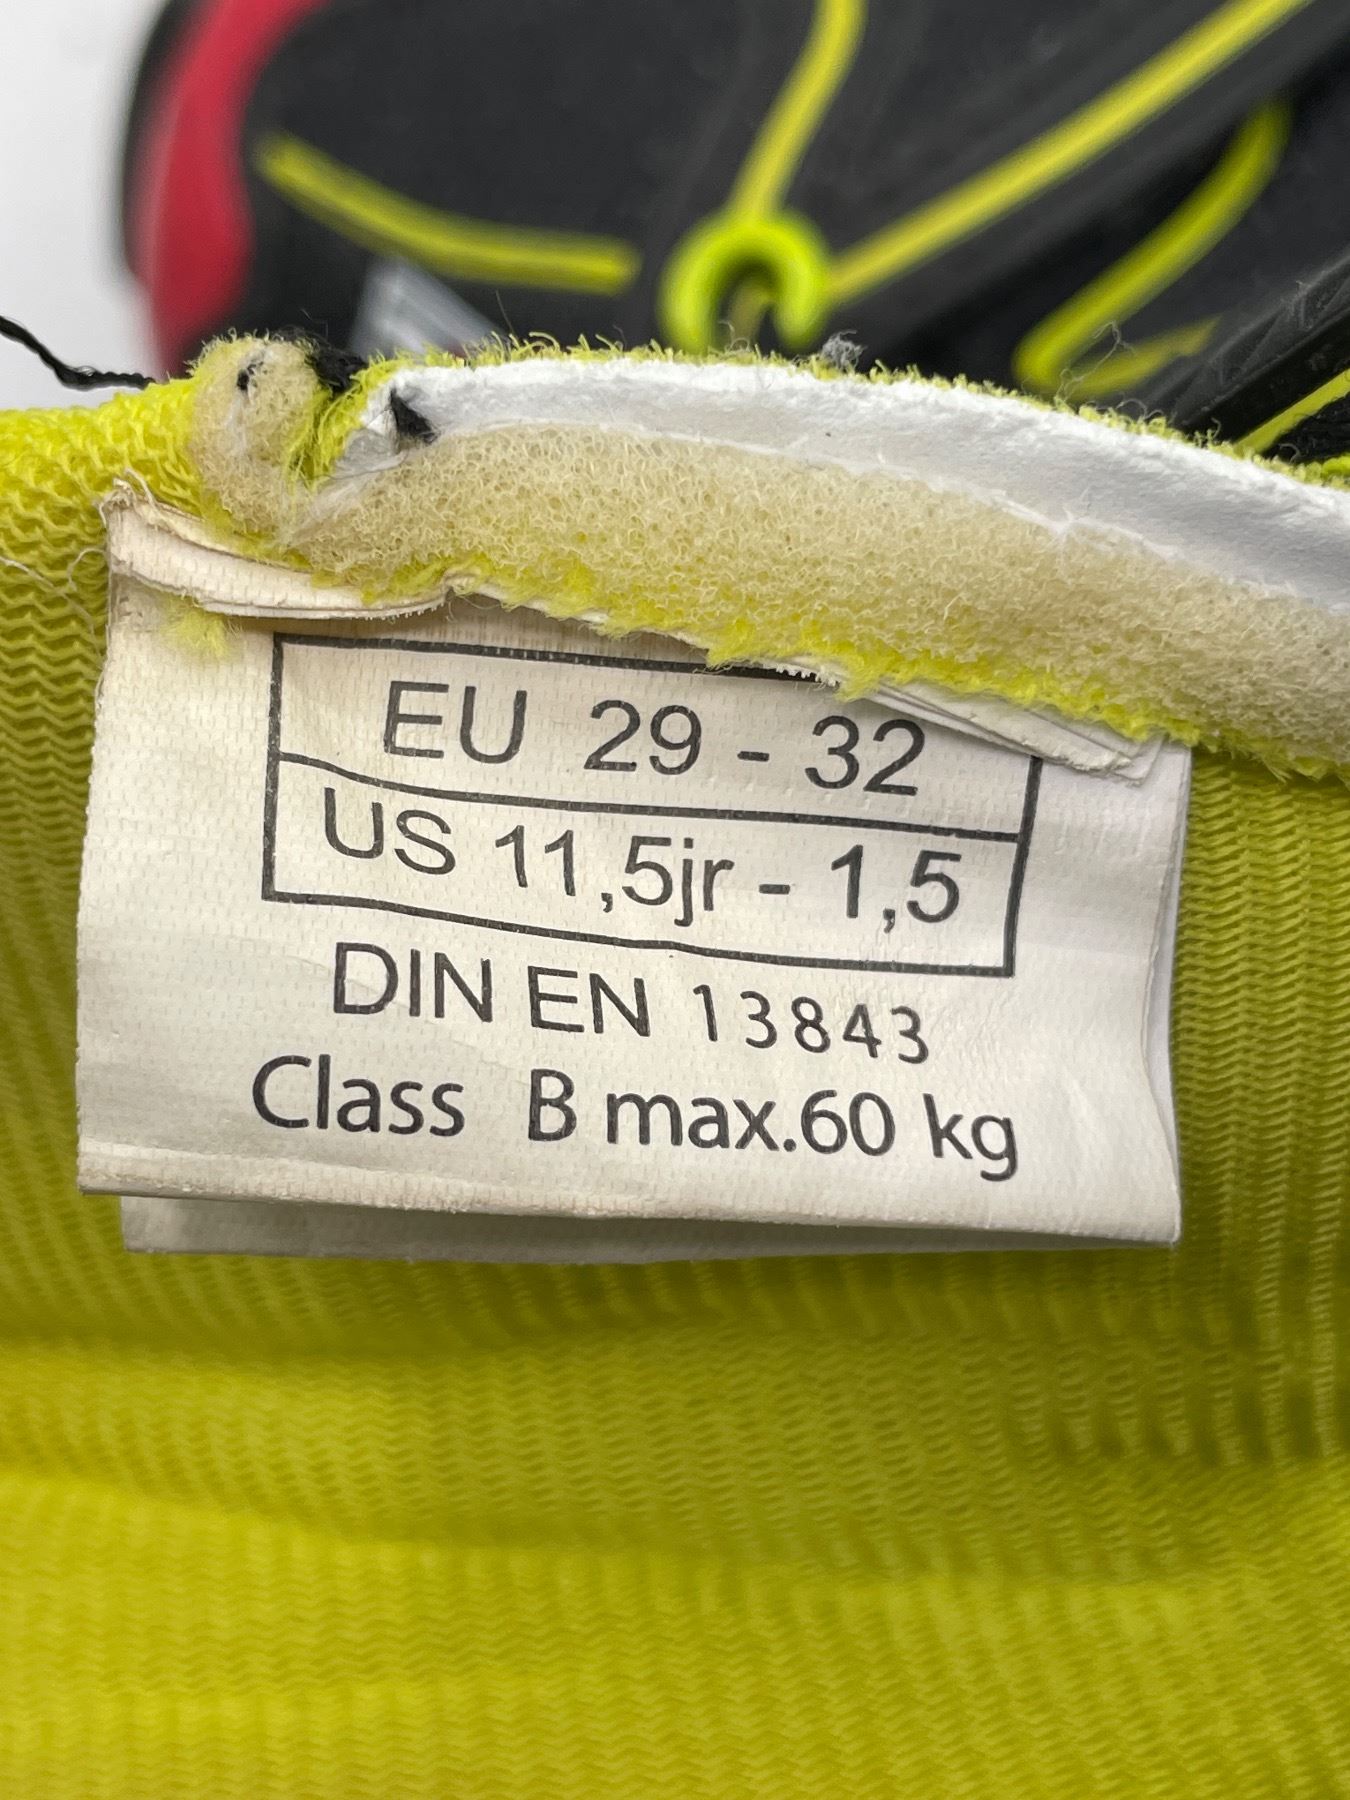 EU 29 - 32
US 11,5jr - 1,5
DIN EN 13843
Class B max.60 kg